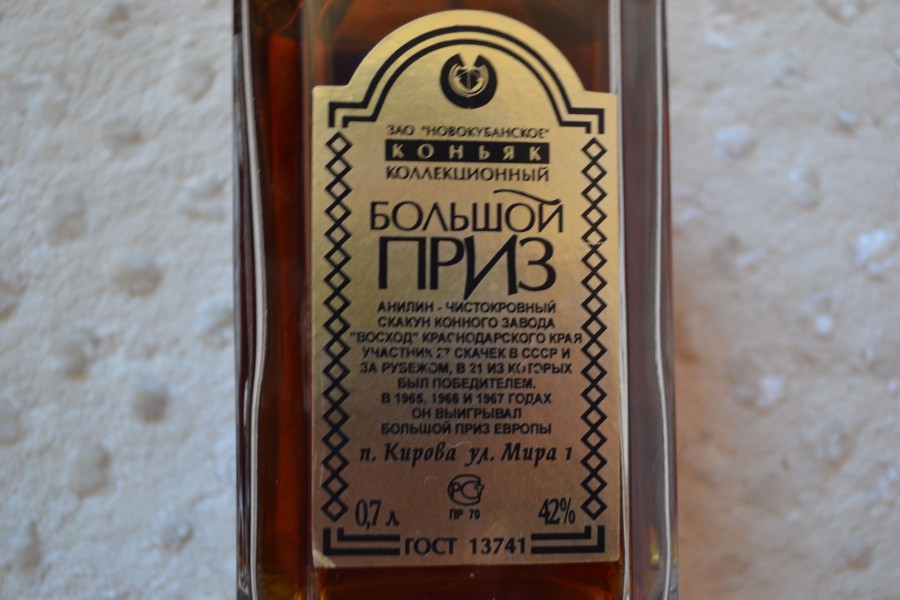 ЗАО "НОВОКУБАНСКОЕ"
КОНЬЯК
КОЛЛЕКЦИОННЫЙ
БОЛЬШОЙ
ПРИЗ
АНИЛИН - ЧИСТОКРОВНЫЙ
СКАКУН КОННОГО ЗАВОДА
"ВОСХОД" КРАСНОДАРСКОГО КРАЯ
УЧАСТНИК 27 СКАЧЕК В СССР И
ЗА РУБЕЖОМ, В 21 ИЗ КОТОРЫХ
БЫЛ ПОБЕДИТЕЛЕМ.
В 1965, 1966 И 1967 ГОДАХ
ОН ВЫИГРЫВАЛ
БОЛЬШОЙ ПРИЗ ЕВРОПЫ
п. Кирова ул. Мира 1
РСТ
0,7 л ПР 70 42%
ГОСТ 13741